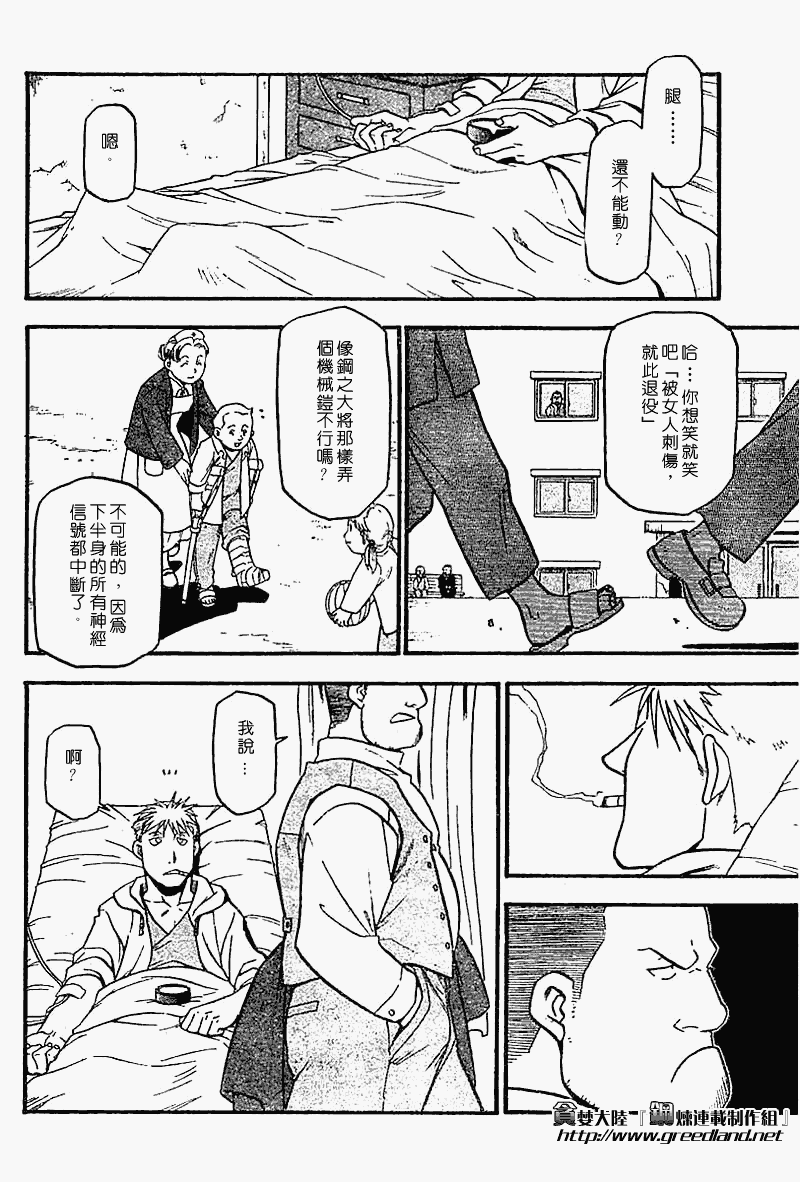 腿……
還不能動?
嗯。
哈…你想笑就笑
吧「被女人刺傷,
就此退役」
像鋼之大將那樣弄
個機械鎧不行嗎?
不可能的,因為
下半身的所有神經
信號都中斷了。
我說…
啊?
貪婪大陸『鋼煉連載制作組』
http://www.greedland.net